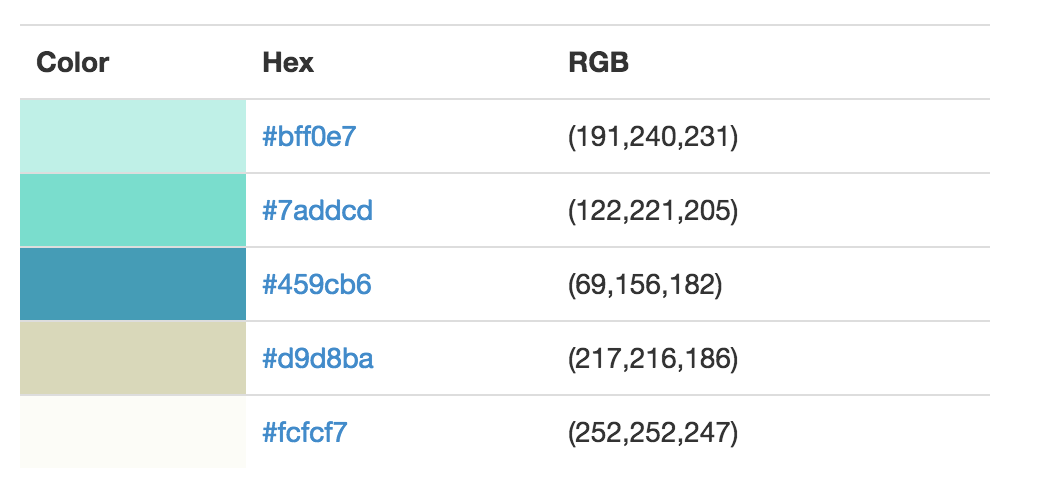 Color Hex RGB
#bff0e7 (191,240,231)
#7addcd (122,221,205)
#459cb6 (69,156,182)
#d9d8ba (217,216,186)
#fcfcf7 (252,252,247)